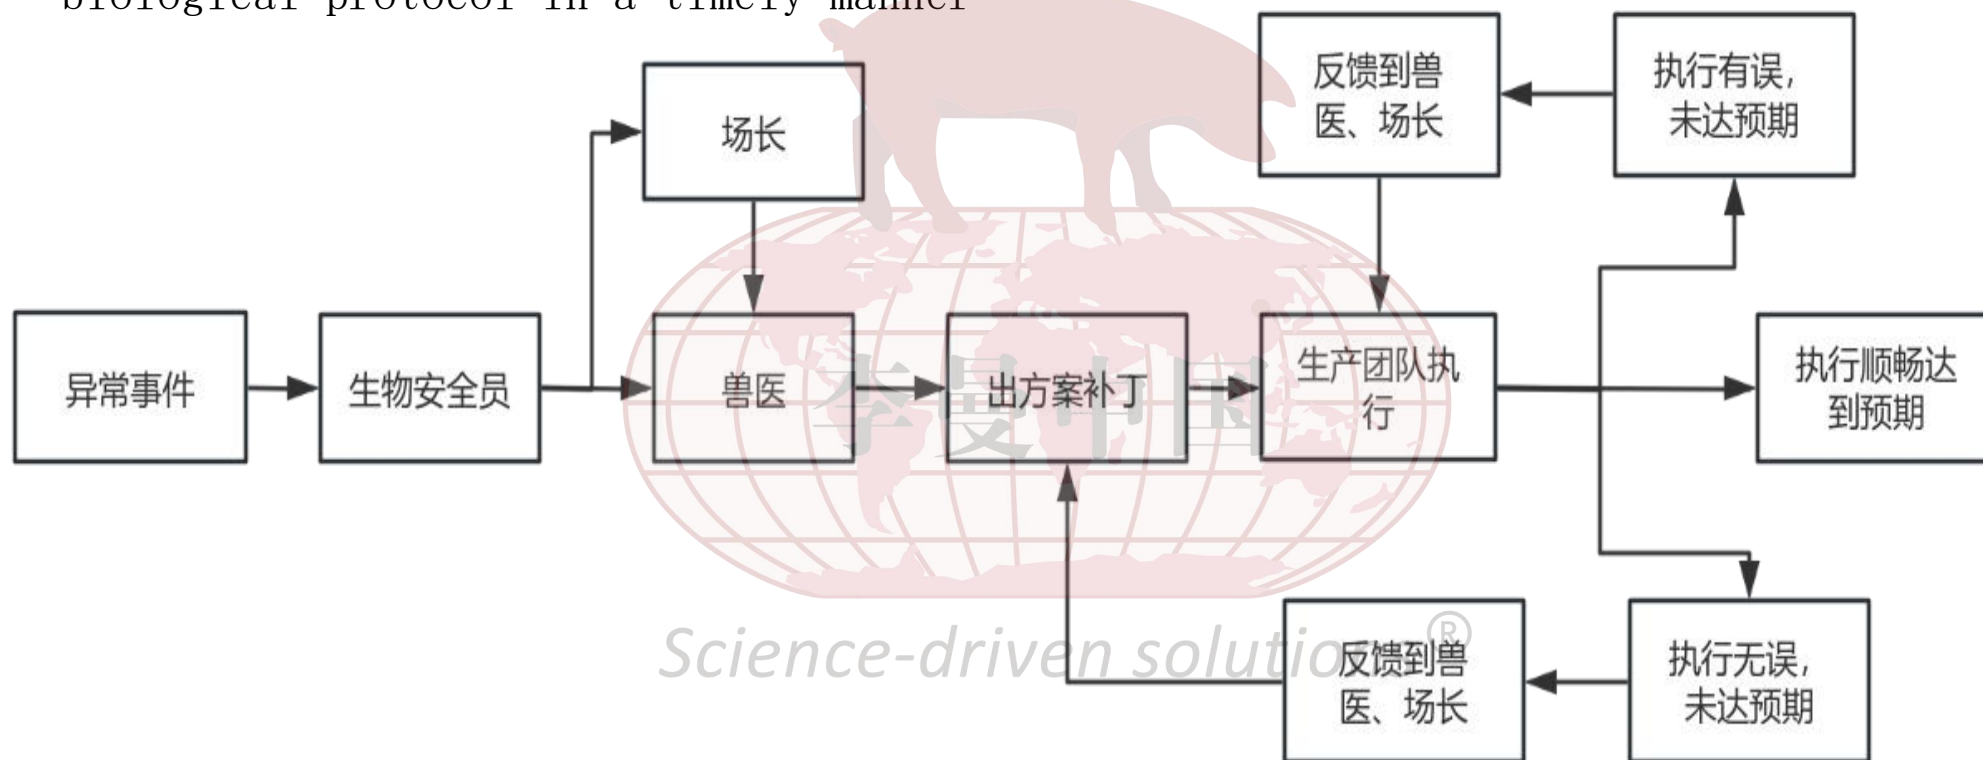 biological protocol in a timely manner
反馈到兽
医、场长
执行有误，
未达预期
场长
异常事件
生物安全员
兽医
出方案补丁
生产团队执
行
执行顺畅达
到预期
李曼中国
Science-driven solutions®
反馈到兽
医、场长
执行无误，
未达预期